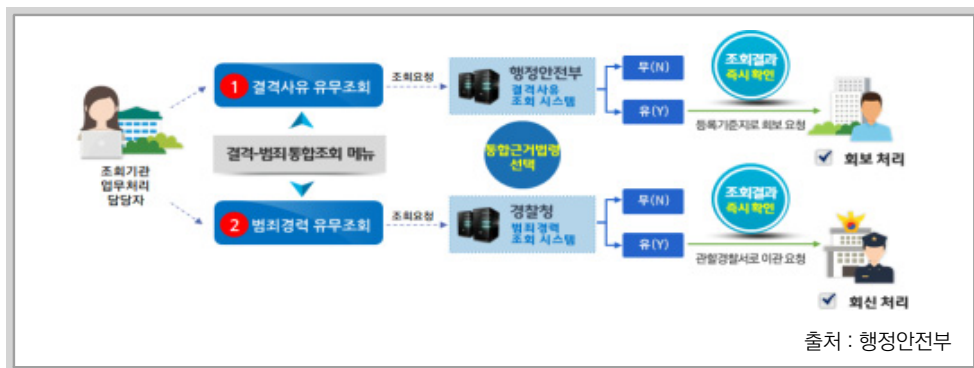 조회기관
업무처리
담당자
1 결격사유 유무조회
결격-범죄 통합조회 메뉴
2 범죄경력 유무조회
조회요청
행정안전부
결격사유
조회 시스템
통합근거법령
선택
조회요청
경찰청
범죄경력
조회 시스템
무(N)
유(Y)
조회결과
즉시 확인
등록기준지로 회보 요청
회보 처리
무(N)
유(Y)
조회결과
즉시 확인
관할경찰서로 이관 요청
회신 처리
출처 : 행정안전부